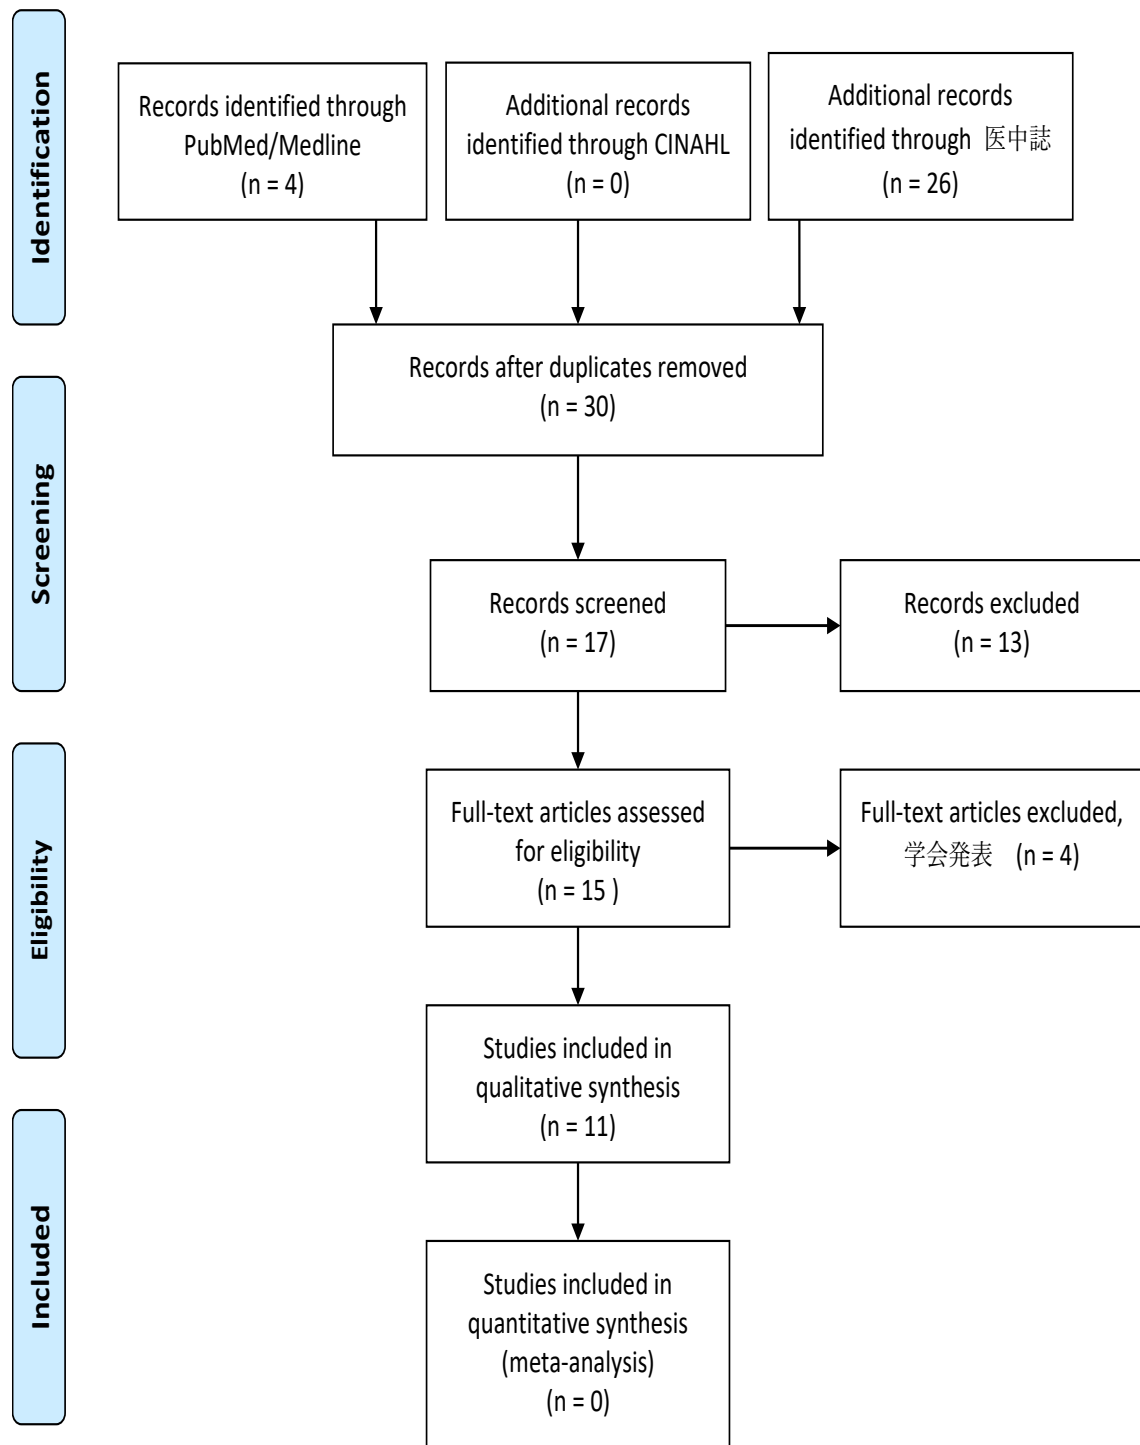 Identification
Records identified through
PubMed/Medline
(n = 4)
Additional records
identified through CINAHL
(n = 0)
Additional records
identified through 医中誌
(n = 26)
Records after duplicates removed
(n = 30)
Screening
Records screened
(n = 17)
Records excluded
(n = 13)
Eligibility
Full-text articles assessed
for eligibility
(n = 15 )
Full-text articles excluded,
学会発表 (n = 4)
Studies included in
qualitative synthesis
(n = 11)
Included
Studies included in
quantitative synthesis
(meta-analysis)
(n = 0)